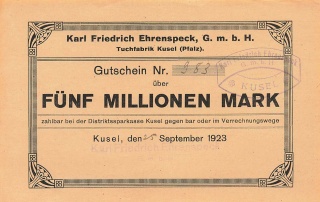 Karl Friedrich Ehrenspeck, G. m. b. H.
Tuchfabrik Kusel (Pfalz).
Gutschein Nr. 353
über
KUSEL
FÜNF MILLIONEN MARK
zahlbar bei der Distriktssparkasse Kusel gegen bar oder im Verrechnungswege
Kusel, den 25 September 1923